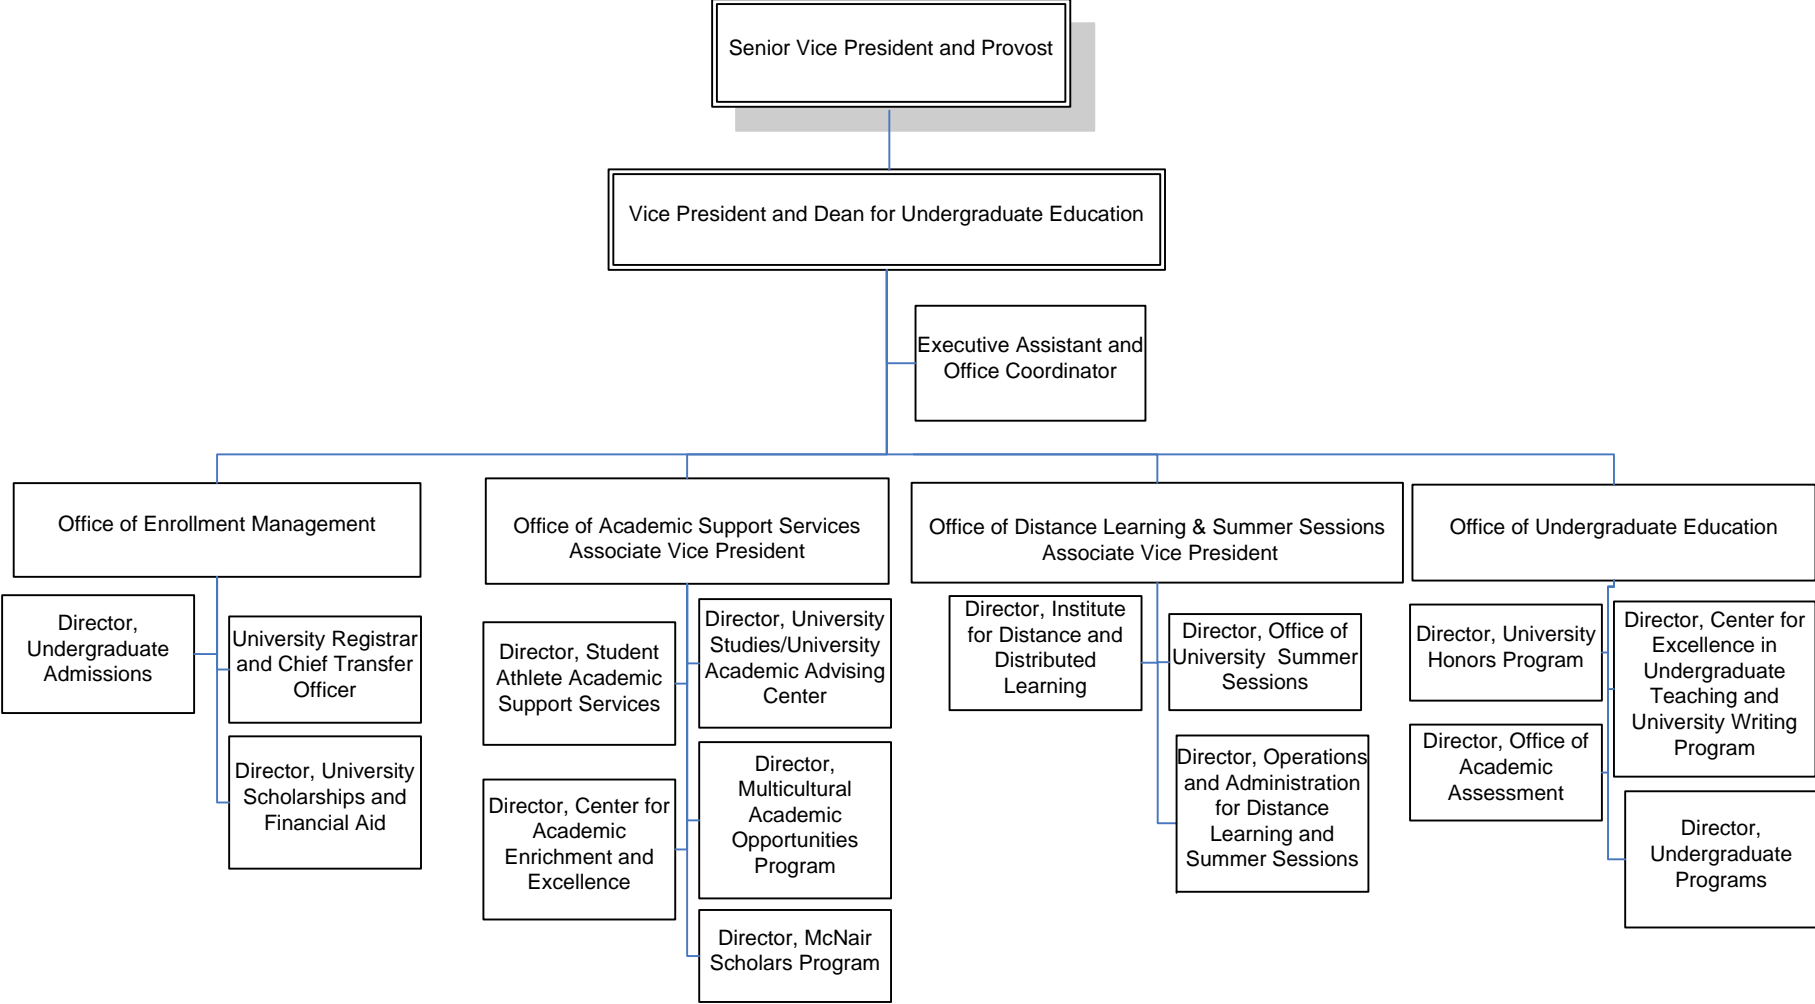 Senior Vice President and Provost
Vice President and Dean for Undergraduate Education
Executive Assistant and
Office Coordinator
Office of Enrollment Management
Director,
Undergraduate
Admissions
University Registrar
and Chief Transfer
Officer
Director, University
Scholarships and
Financial Aid
Office of Academic Support Services
Associate Vice President
Director, Student
Athlete Academic
Support Services
Director, University
Studies/University
Academic Advising
Center
Director, Center for
Academic
Enrichment and
Excellence
Director,
Multicultural
Academic
Opportunities
Program
Director, McNair
Scholars Program
Office of Distance Learning & Summer Sessions
Associate Vice President
Director, Institute
for Distance and
Distributed
Learning
Director, Office of
University  Summer
Sessions
Director, Operations
and Administration
for Distance
Learning and
Summer Sessions
Office of Undergraduate Education
Director, University
Honors Program
Director, Center for
Excellence in
Undergraduate
Teaching and
University Writing
Program
Director, Office of
Academic
Assessment
Director,
Undergraduate
Programs